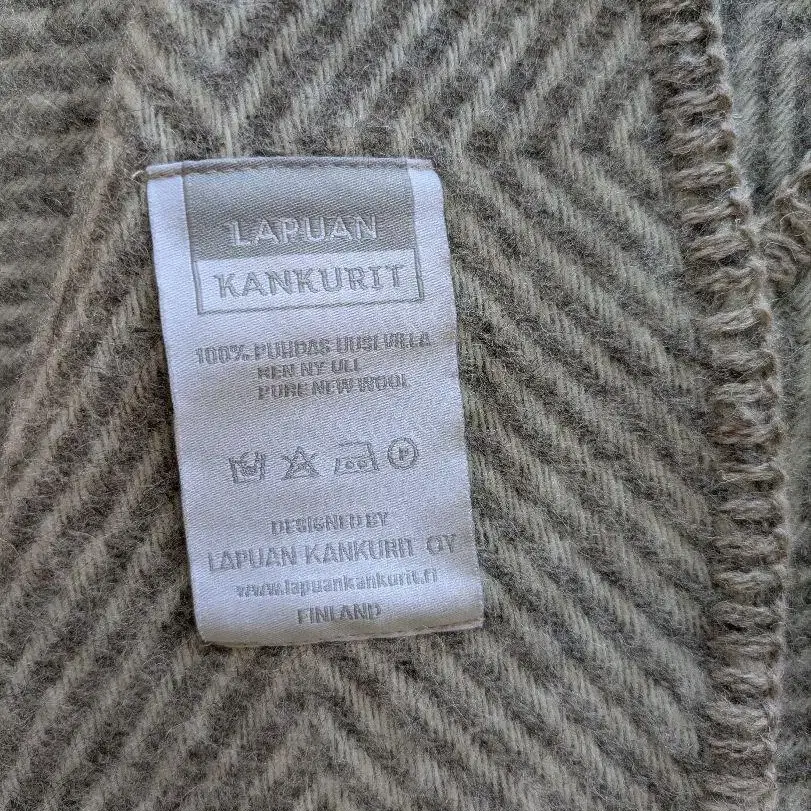 LAPUAN
KANKURIT
100% PUHDAS UUSI VILLA
REN NY ULL
PURE NEW WOOL
P
DESIGNED BY
LAPUAN KANKURIT OY
www.lapuankankurit.fi
FINLAND